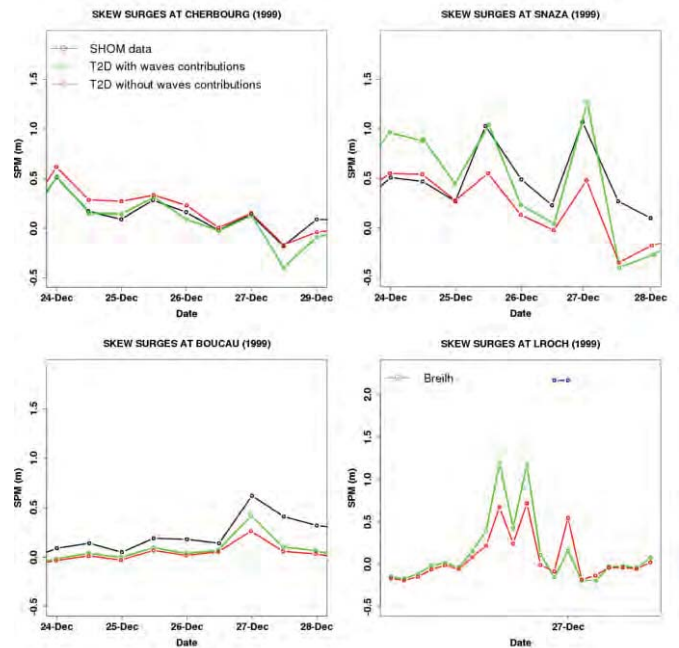 SKEW SURGES AT CHERBOURG (1999)
SPM (m)
1.5
1.0
0.5
0.0
-0.5
SHOM data
T2D with waves contributions
T2D without waves contributions
24-Dec 25-Dec 26-Dec 27-Dec 29-Dec
Date
SKEW SURGES AT SNAZA (1999)
SPM (m)
1.5
1.0
0.5
0.0
-0.5
24-Dec 25-Dec 26-Dec 27-Dec 28-Dec
Date
SKEW SURGES AT BOUCAU (1999)
SPM (m)
1.5
1.0
0.5
0.0
-0.5
24-Dec 25-Dec 26-Dec 27-Dec 28-Dec
Date
SKEW SURGES AT LROCH (1999)
SPM (m)
2.0
1.5
1.0
0.5
0.0
-0.5
Breilh
27-Dec
Date